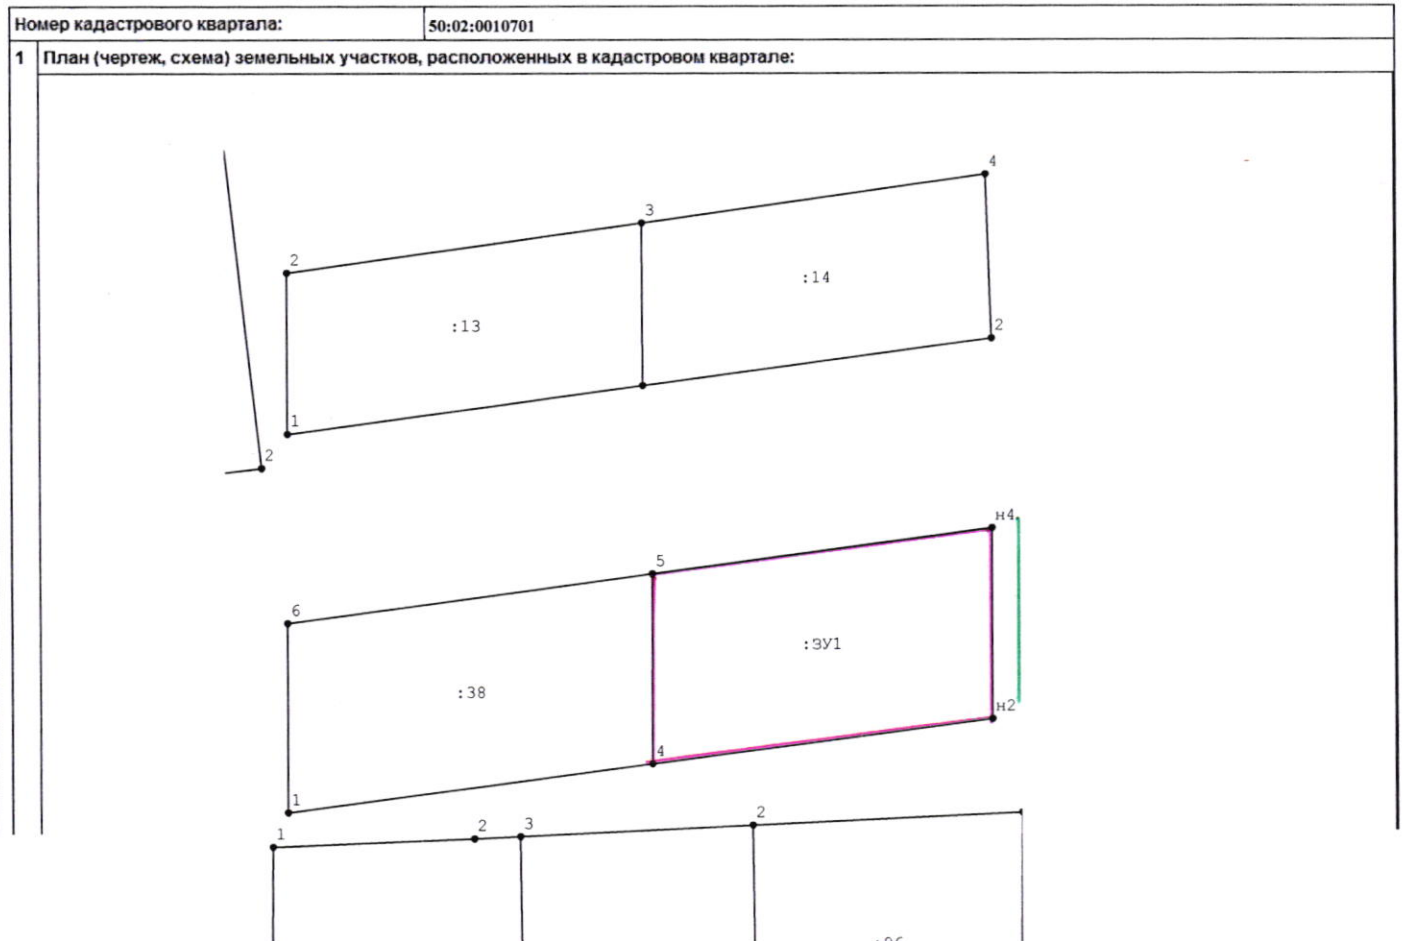 Номер кадастрового квартала: 50:02:0010701
1 План (чертеж, схема) земельных участков, расположенных в кадастровом квартале:
4
3
2
:14
:13
2
1
2
н4
5
6
:ЗУ1
:38
н2
4
1
2
1 2 3